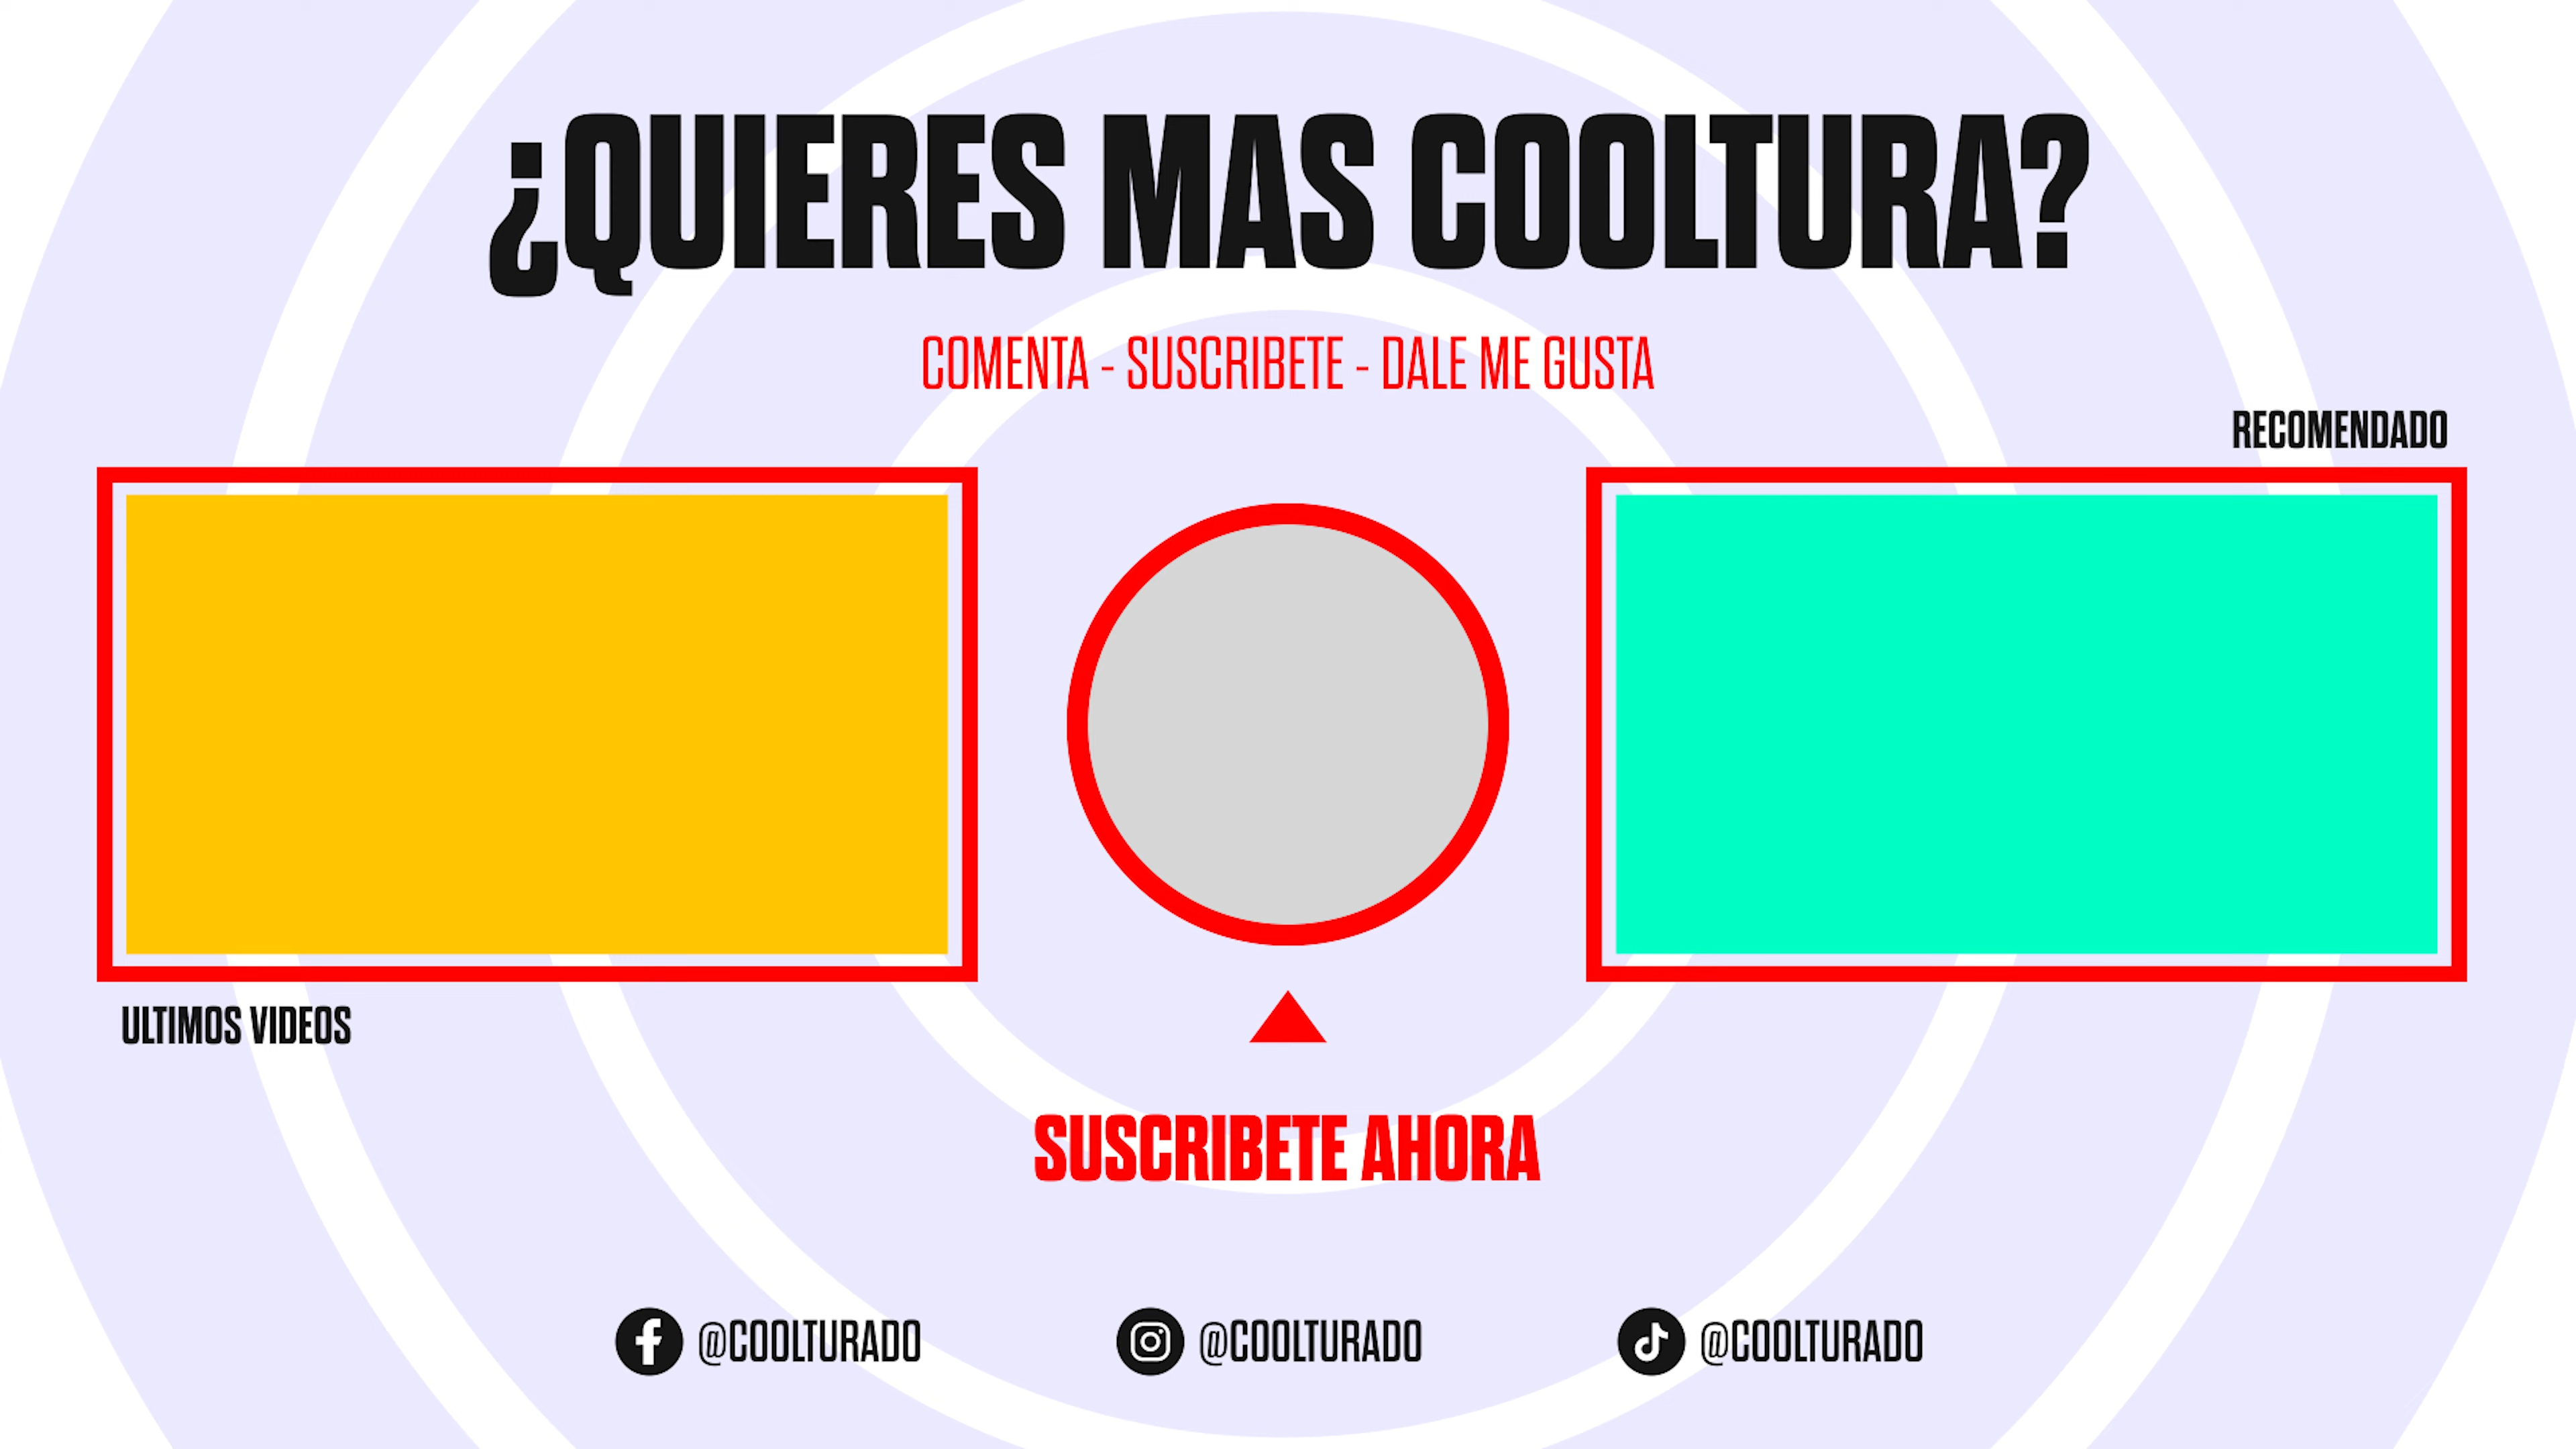 ¿QUIERES MAS COOLTURA?
COMENTA - SUSCRIBETE - DALE ME GUSTA
RECOMENDADO
ULTIMOS VIDEOS
SUSCRIBETE AHORA
@COOLTURADO
@COOLTURADO
@COOLTURADO